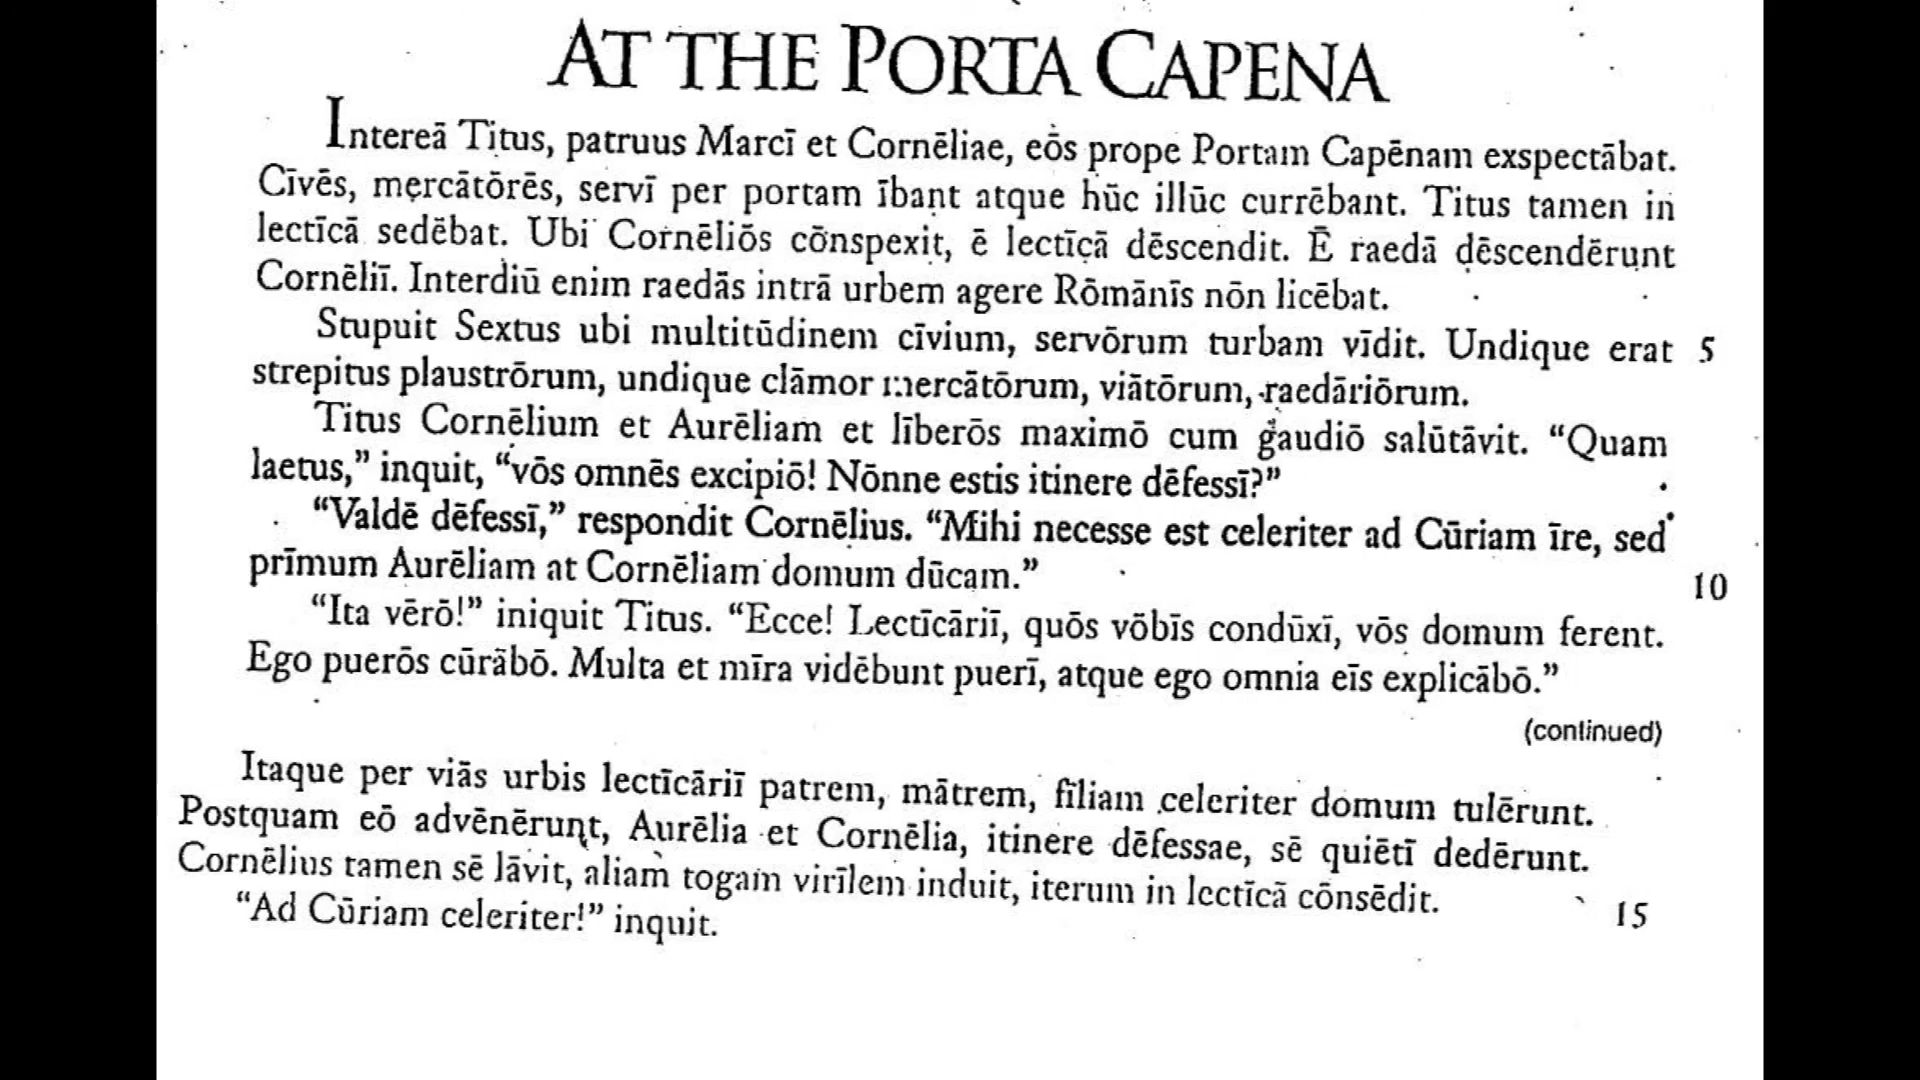 AT THE PORTA CAPENA
Intereā Titus, patruus Marcī et Cornēliae, eōs prope Portam Capēnam exspectābat.
Cīvēs, mercātōrēs, servī per portam ībant atque hūc illūc currēbant. Titus tamen in
lectīcā sedēbat. Ubi Cornēliōs cōnspexit, ē lectīcā dēscendit. Ē raedā dēscendērunt
Cornēliī. Interdiū enim raedās intrā urbem agere Rōmānīs nōn licēbat.
Stupuit Sextus ubi multitūdinem cīvium, servōrum turbam vīdit. Undique erat 5
strepitus plaustrōrum, undique clāmor mercātōrum, viātōrum, raedāriōrum.
Titus Cornēlium et Aurēliam et līberōs maximō cum gaudiō salūtāvit. “Quam
laetus,” inquit, “vōs omnēs excipiō! Nōnne estis itinere dēfessī?”
“Valdē dēfessī,” respondit Cornēlius. “Mihi necesse est celeriter ad Cūriam īre, sed
prīmum Aurēliam at Cornēliam domum dūcam.” 10
“Ita vērō!” iniquit Titus. “Ecce! Lectīcāriī, quōs vōbīs condūxī, vōs domum ferent.
Ego puerōs cūrābō. Multa et mīra vidēbunt puerī, atque ego omnia eīs explicābō.”
(continued)
Itaque per viās urbis lectīcāriī patrem, mātrem, fīliam celeriter domum tulērunt.
Postquam eō advēnērunt, Aurēlia et Cornēlia, itinere dēfessae, sē quiētī dedērunt.
Cornēlius tamen sē lāvit, aliam togam virīlem induit, iterum in lectīcā cōnsēdit.
“Ad Cūriam celeriter!” inquit. 15